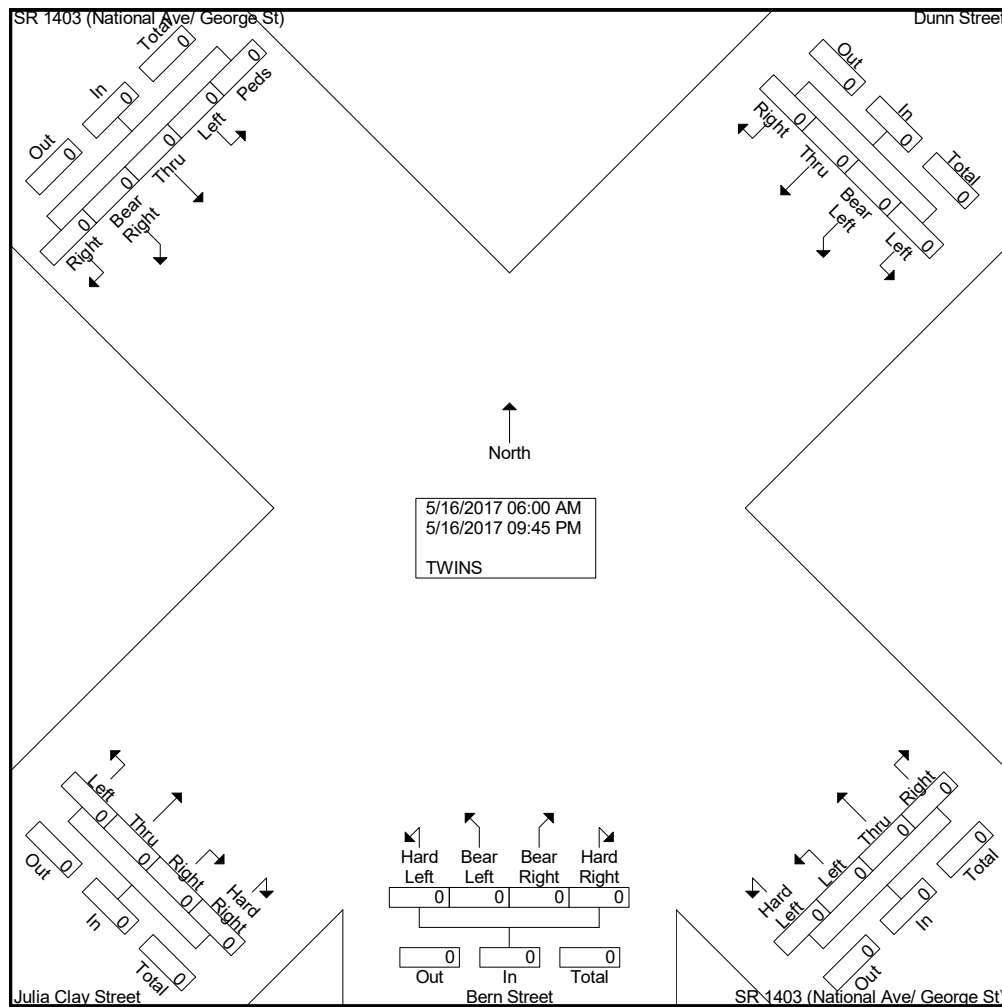 SR 1403 (National Ave/ George St)
Out
0
In
0
Total
0
Right
0
Bear
Right
0
Thru
0
Left
0
Peds
0
Dunn Street
Out
0
In
0
Total
0
Right
0
Thru
0
Bear
Left
0
Left
0
North
5/16/2017 06:00 AM
5/16/2017 09:45 PM
TWINS
Left
0
Thru
0
Right
0
Hard
Right
0
Out
0
In
0
Total
0
Julia Clay Street
Hard
Left
Bear
Left
Bear
Right
Hard
Right
0 0 0 0
0 0 0
Out In Total
Bern Street
Right
0
Thru
0
Left
0
Hard
Left
0
Total
0
In
0
Out
0
SR 1403 (National Ave/ George St)